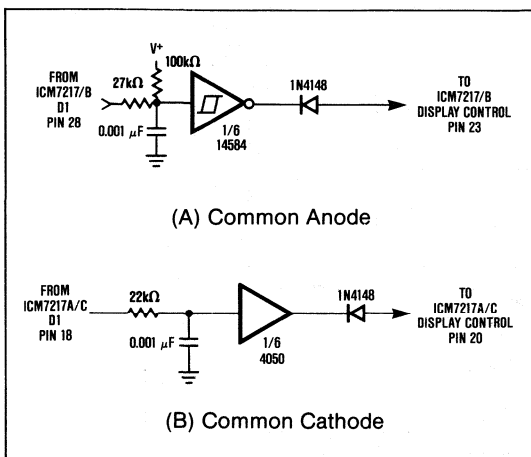 V+
100kΩ
FROM
ICM7217/B
D1
PIN 28
27kΩ
0.001 μF
1/6
14584
1N4148
TO
ICM7217/B
DISPLAY CONTROL
PIN 23
(A) Common Anode
FROM
ICM7217A/C
D1
PIN 18
22kΩ
0.001 μF
1/6
4050
1N4148
TO
ICM7217A/C
DISPLAY CONTROL
PIN 20
(B) Common Cathode